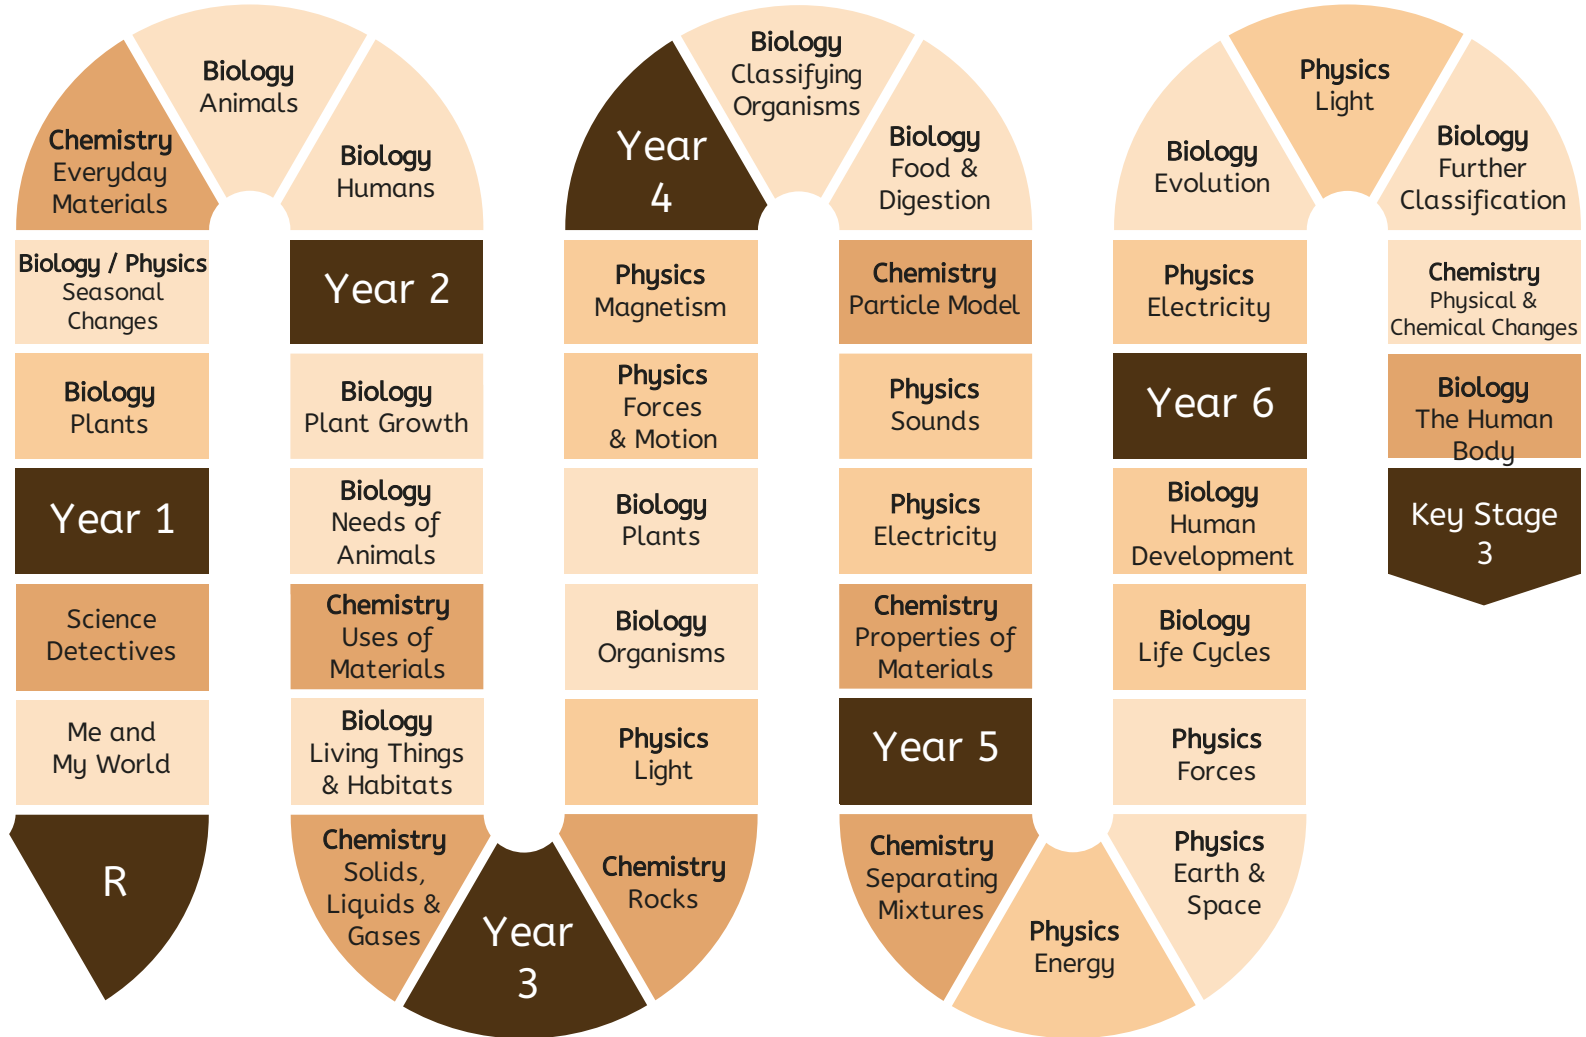 R
Me and
My World
Science
Detectives
Year 1
Biology
Plants
Biology / Physics
Seasonal
Changes
Chemistry
Everyday
Materials
Biology
Animals
Biology
Humans
Year 2
Biology
Plant Growth
Biology
Needs of
Animals
Chemistry
Uses of
Materials
Biology
Living Things
& Habitats
Chemistry
Solids,
Liquids &
Gases
Year
3
Chemistry
Rocks
Physics
Light
Biology
Organisms
Biology
Plants
Physics
Forces
& Motion
Physics
Magnetism
Year
4
Biology
Classifying
Organisms
Biology
Food &
Digestion
Chemistry
Particle Model
Physics
Sounds
Physics
Electricity
Chemistry
Properties of
Materials
Year 5
Chemistry
Separating
Mixtures
Physics
Energy
Physics
Earth &
Space
Physics
Forces
Biology
Life Cycles
Biology
Human
Development
Year 6
Physics
Electricity
Biology
Evolution
Physics
Light
Biology
Further
Classification
Chemistry
Physical &
Chemical Changes
Biology
The Human
Body
Key Stage
3